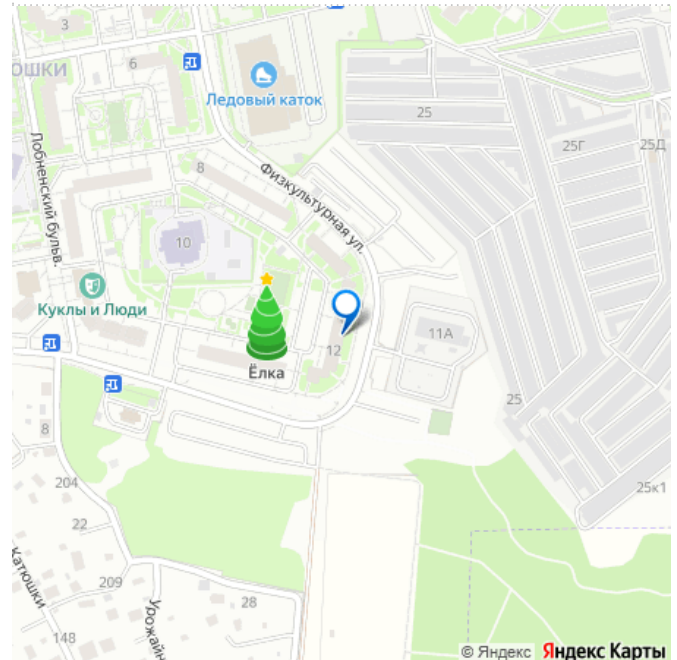 3
ОШКИ
6
Ледовый каток
25
25Г
25Д
8
Физкультурная ул.
Лобненский бульв.
10
Куклы и Люди
Ёлка
12
11А
25
8
204
22
25к1
Катюшки
209
Урожайн
28
148
© Яндекс Яндекс Карты